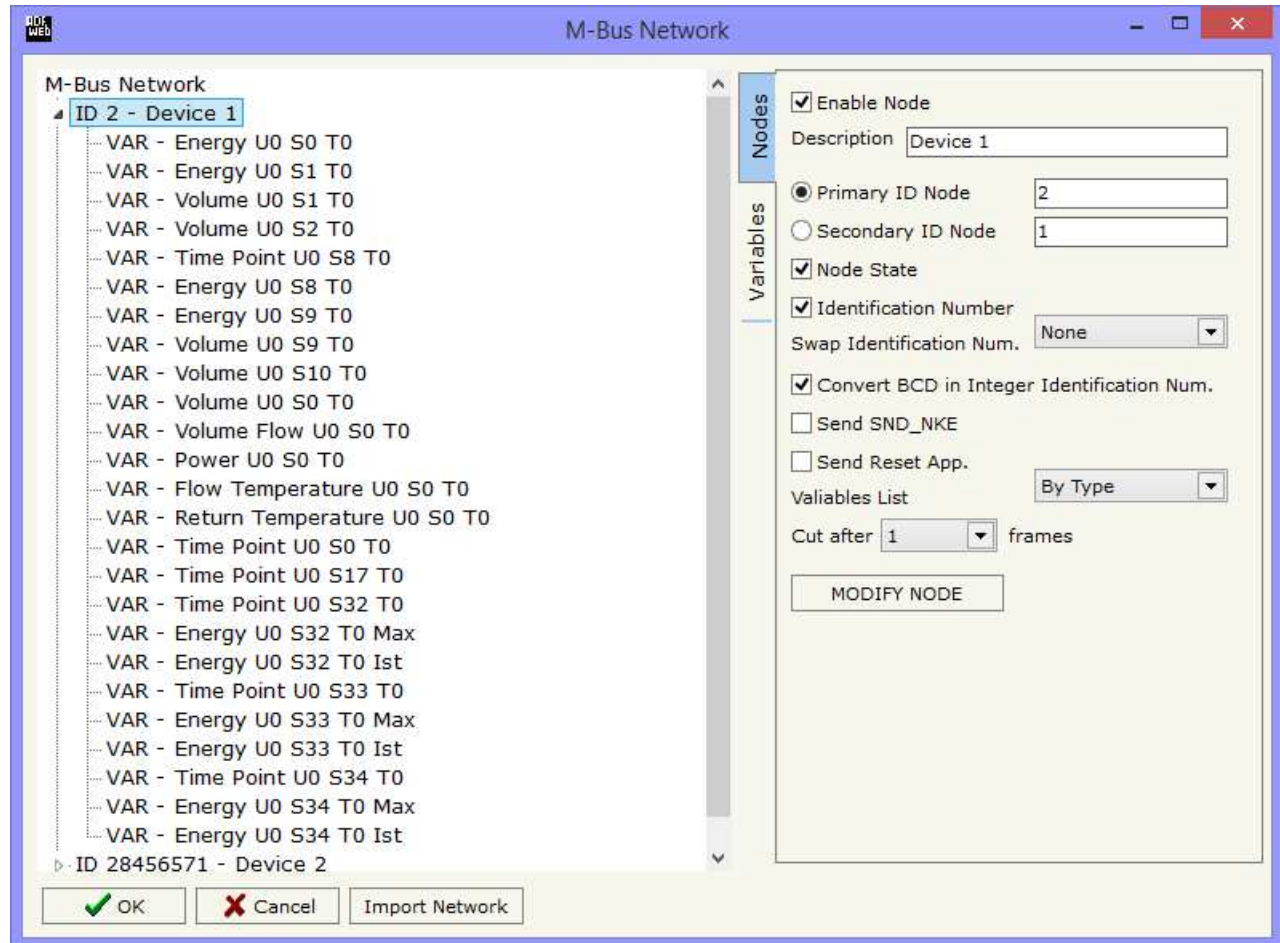 ADF
WEB
M-Bus Network
M-Bus Network
ID 2 - Device 1
VAR - Energy U0 S0 T0
VAR - Energy U0 S1 T0
VAR - Volume U0 S1 T0
VAR - Volume U0 S2 T0
VAR - Time Point U0 S8 T0
VAR - Energy U0 S8 T0
VAR - Energy U0 S9 T0
VAR - Volume U0 S9 T0
VAR - Volume U0 S10 T0
VAR - Volume U0 S0 T0
VAR - Volume Flow U0 S0 T0
VAR - Power U0 S0 T0
VAR - Flow Temperature U0 S0 T0
VAR - Return Temperature U0 S0 T0
VAR - Time Point U0 S0 T0
VAR - Time Point U0 S17 T0
VAR - Time Point U0 S32 T0
VAR - Energy U0 S32 T0 Max
VAR - Energy U0 S32 T0 Ist
VAR - Time Point U0 S33 T0
VAR - Energy U0 S33 T0 Max
VAR - Energy U0 S33 T0 Ist
VAR - Time Point U0 S34 T0
VAR - Energy U0 S34 T0 Max
VAR - Energy U0 S34 T0 Ist
ID 28456571 - Device 2
Nodes
Variables
Enable Node
Description Device 1
Primary ID Node 2
Secondary ID Node 1
Node State
Identification Number
Swap Identification Num. None
Convert BCD in Integer Identification Num.
Send SND_NKE
Send Reset App.
Valiables List By Type
Cut after 1 frames
MODIFY NODE
OK Cancel Import Network